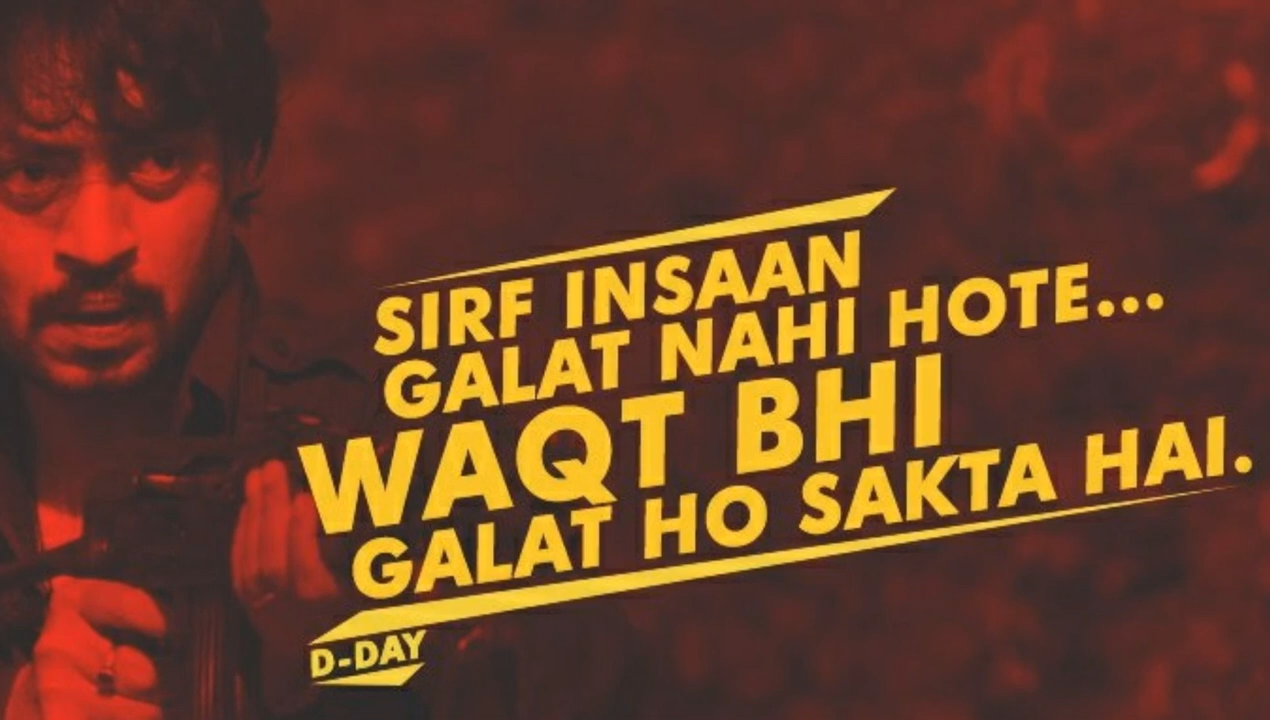 SIRF INSAAN
GALAT NAHI HOTE...
WAQT BHI
GALAT HO SAKTA HAI.
D-DAY